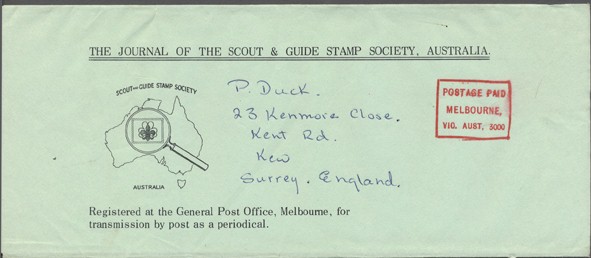 THE JOURNAL OF THE SCOUT & GUIDE STAMP SOCIETY, AUSTRALIA.
SCOUT AND GUIDE STAMP SOCIETY
AUSTRALIA
P. Duck.
23 Kenmore Close.
Kent Rd.
Kew
Surrey. England.
POSTAGE PAID
MELBOURNE,
VIC. AUST, 3000
Registered at the General Post Office, Melbourne, for
transmission by post as a periodical.